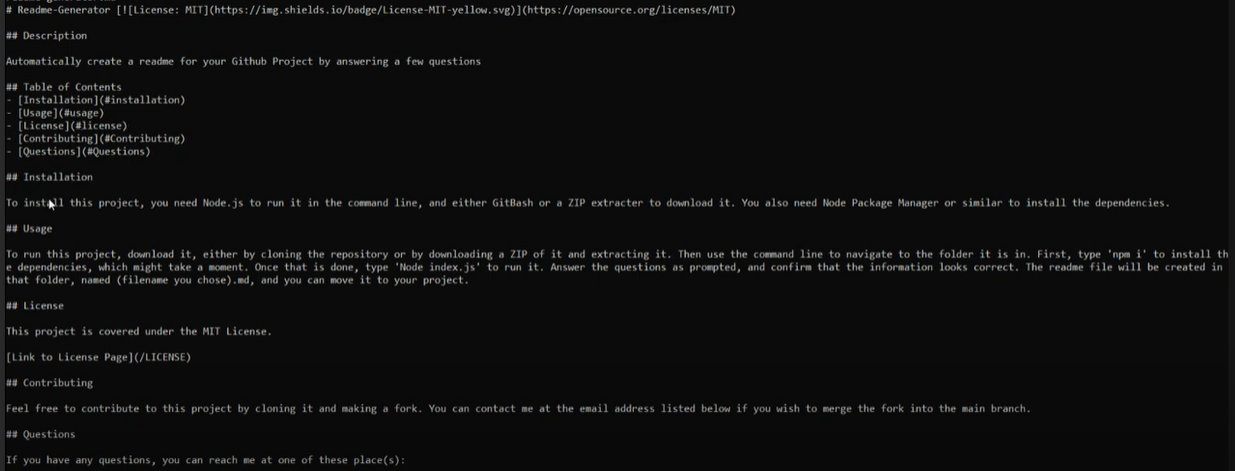 # Readme-Generator [![License: MIT](https://img.shields.io/badge/License-MIT-yellow.svg)](https://opensource.org/licenses/MIT)
## Description
Automatically create a readme for your Github Project by answering a few questions
## Table of Contents
- [Installation](#installation)
- [Usage](#usage)
- [License](#license)
- [Contributing](#Contributing)
- [Questions](#Questions)
## Installation
To install this project, you need Node.js to run it in the command line, and either GitBash or a ZIP extracter to download it. You also need Node Package Manager or similar to install the dependencies.
## Usage
To run this project, download it, either by cloning the repository or by downloading a ZIP of it and extracting it. Then use the command line to navigate to the folder it is in. First, type 'npm i' to install th
e dependencies, which might take a moment. Once that is done, type 'Node index.js' to run it. Answer the questions as prompted, and confirm that the information looks correct. The readme file will be created in
that folder, named (filename you chose).md, and you can move it to your project.
## License
This project is covered under the MIT License.
[Link to License Page](/LICENSE)
## Contributing
Feel free to contribute to this project by cloning it and making a fork. You can contact me at the email address listed below if you wish to merge the fork into the main branch.
## Questions
If you have any questions, you can reach me at one of these place(s):